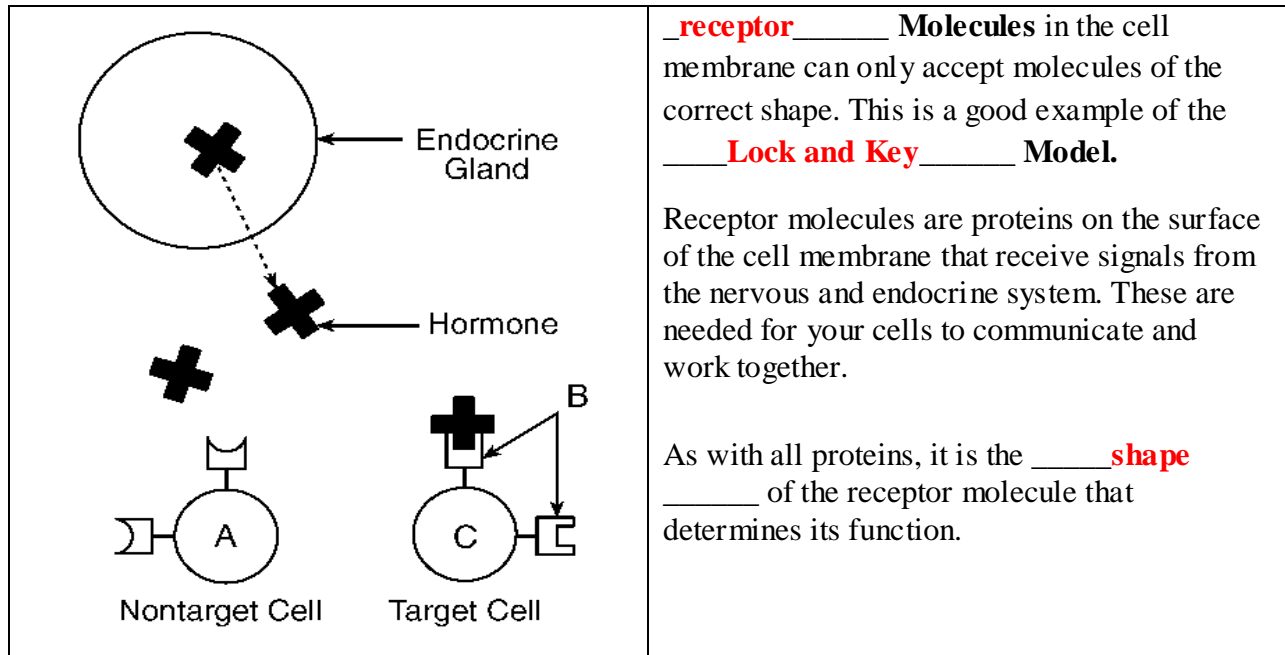 Endocrine
Gland
Hormone
B
A
C
Nontarget Cell
Target Cell
_receptor______ Molecules in the cell
membrane can only accept molecules of the
correct shape. This is a good example of the
____Lock and Key______ Model.
Receptor molecules are proteins on the surface
of the cell membrane that receive signals from
the nervous and endocrine system. These are
needed for your cells to communicate and
work together.
As with all proteins, it is the _____shape
______ of the receptor molecule that
determines its function.